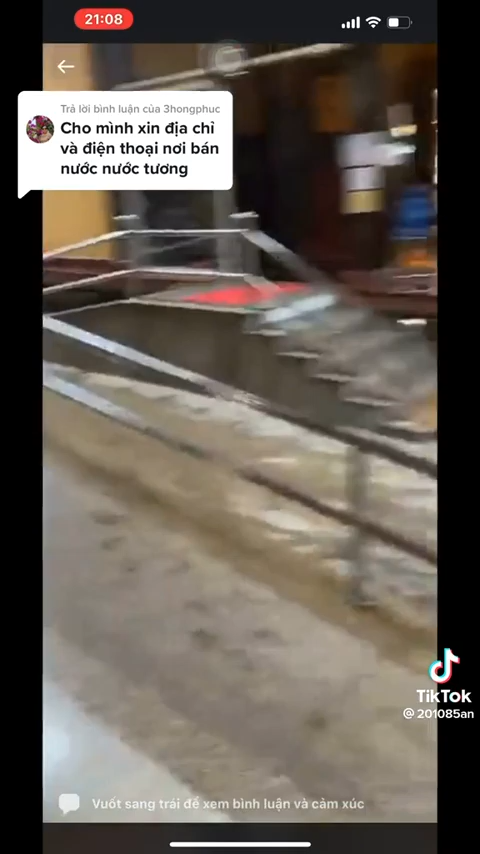 21:08
Trả lời bình luận của 3hongphuc
Cho mình xin địa chỉ
và điện thoại nơi bán
nước nước tương
TikTok
@ 201085an
Vuốt sang trái để xem bình luận và cảm xúc